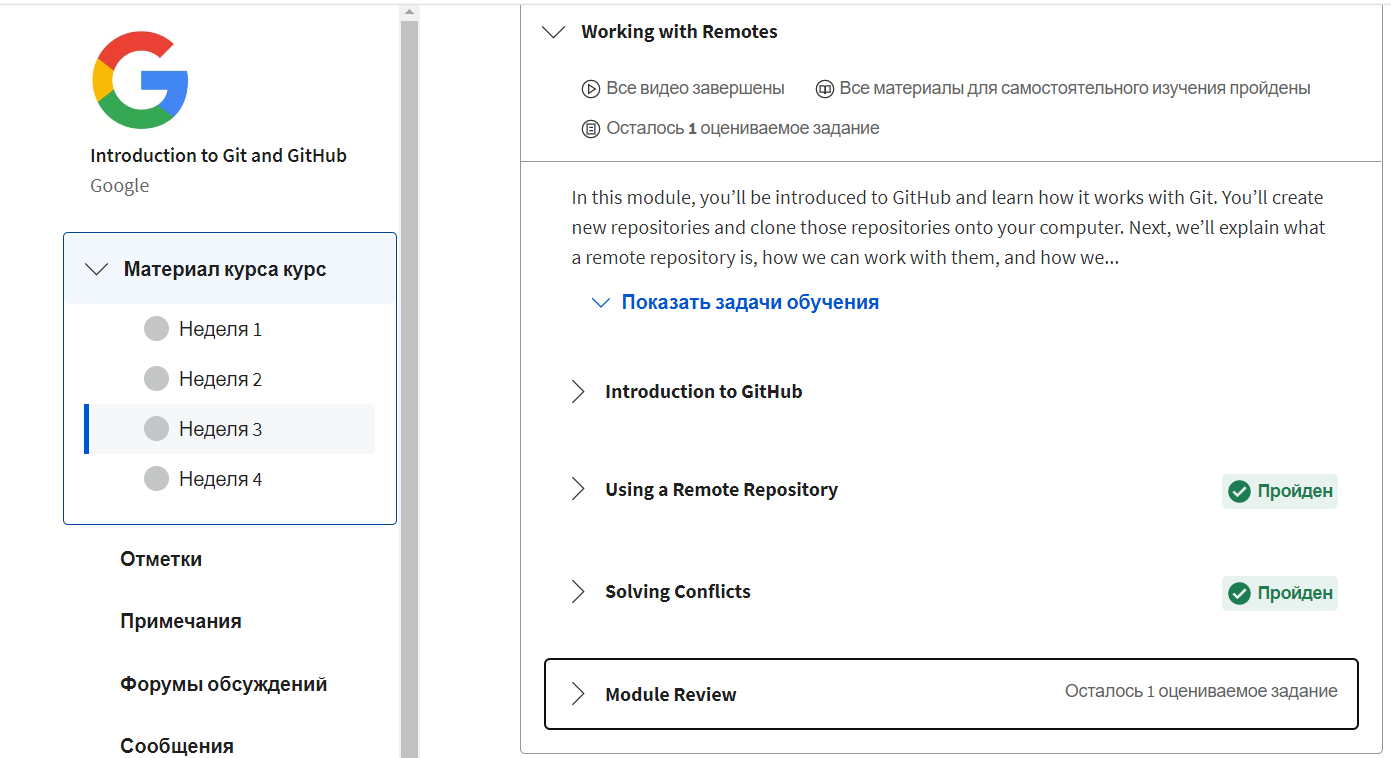 Introduction to Git and GitHub
Google
Материал курса курс
Неделя 1
Неделя 2
Неделя 3
Неделя 4
Отметки
Примечания
Форумы обсуждений
Сообщения
Working with Remotes
Все видео завершены
Все материалы для самостоятельного изучения пройдены
Осталось 1 оцениваемое задание
In this module, you’ll be introduced to GitHub and learn how it works with Git. You’ll create
new repositories and clone those repositories onto your computer. Next, we’ll explain what
a remote repository is, how we can work with them, and how we...
Показать задачи обучения
Introduction to GitHub
Using a Remote Repository
Пройден
Solving Conflicts
Пройден
Module Review
Осталось 1 оцениваемое задание